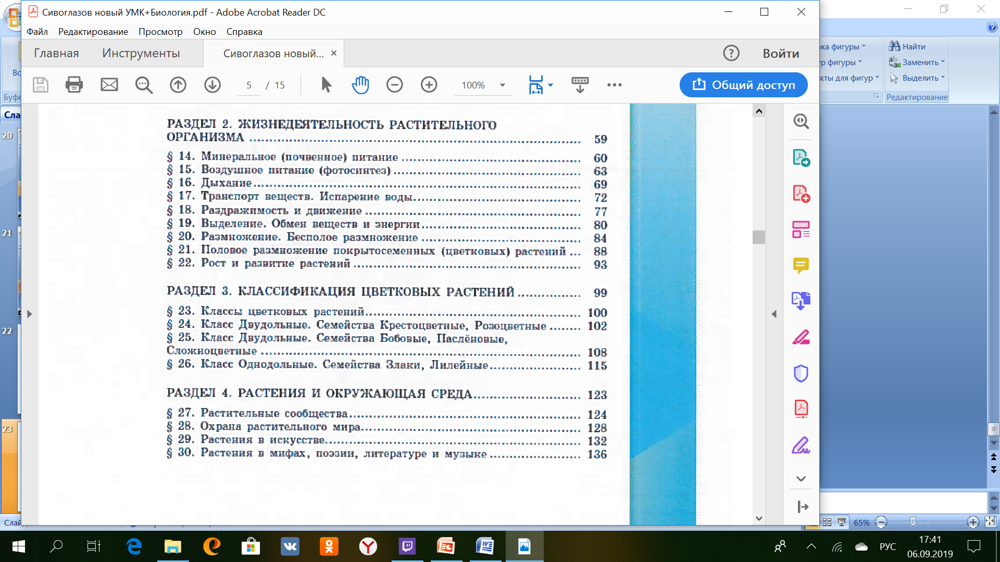 Сивоглазов новый УМК+Биология.pdf - Adobe Acrobat Reader DC
Файл Редактирование Просмотр Окно Справка
Главная Инструменты Сивоглазов новый... × Войти
5 / 15 100% Общий доступ
РАЗДЕЛ 2. ЖИЗНЕДЕЯТЕЛЬНОСТЬ РАСТИТЕЛЬНОГО
ОРГАНИЗМА ........ 59
§ 14. Минеральное (почвенное) питание ........ 60
§ 15. Воздушное питание (фотосинтез) ........ 63
§ 16. Дыхание ........ 69
§ 17. Транспорт веществ. Испарение воды ........ 72
§ 18. Раздражимость и движение ........ 77
§ 19. Выделение. Обмен веществ и энергии ........ 80
§ 20. Размножение. Бесполое размножение ........ 84
§ 21. Половое размножение покрытосеменных (цветковых) растений ... 88
§ 22. Рост и развитие растений ........ 93
РАЗДЕЛ 3. КЛАССИФИКАЦИЯ ЦВЕТКОВЫХ РАСТЕНИЙ ........ 99
§ 23. Классы цветковых растений ........ 100
§ 24. Класс Двудольные. Семейства Крестоцветные, Розоцветные ....... 102
§ 25. Класс Двудольные. Семейства Бобовые, Паслёновые,
Сложноцветные ........ 108
§ 26. Класс Однодольные. Семейства Злаки, Лилейные ........ 115
РАЗДЕЛ 4. РАСТЕНИЯ И ОКРУЖАЮЩАЯ СРЕДА ........ 123
§ 27. Растительные сообщества ........ 124
§ 28. Охрана растительного мира ........ 128
§ 29. Растения в искусстве ........ 132
§ 30. Растения в мифах, поэзии, литературе и музыке ........ 136
Вс
Буфе
Сла
20
21
22
23
Слай
ка фигуры
р фигуры
кты для фигур
Найти
Заменить
Выделить
Редактирование
65%
РУС
17:41
06.09.2019